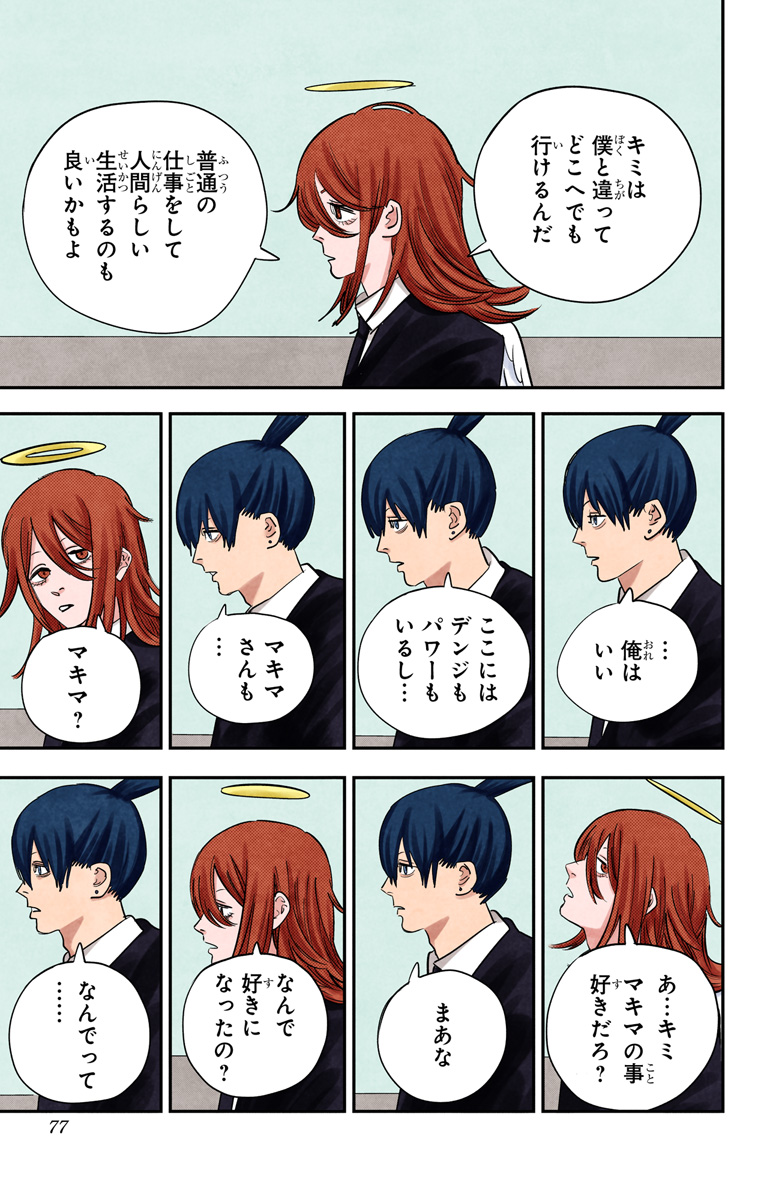 キミは
僕と違って
どこへでも
行けるんだ
普通の
仕事をして
人間らしい
生活するのも
良いかもよ
…
俺は
いい
ここには
デンジも
パワーも
いるし…
マキマ
さんも
…
マキマ？
あ…キミ
マキマの事
好きだろ？
まあな
なんで
好きに
なったの？
なんでって
……
77